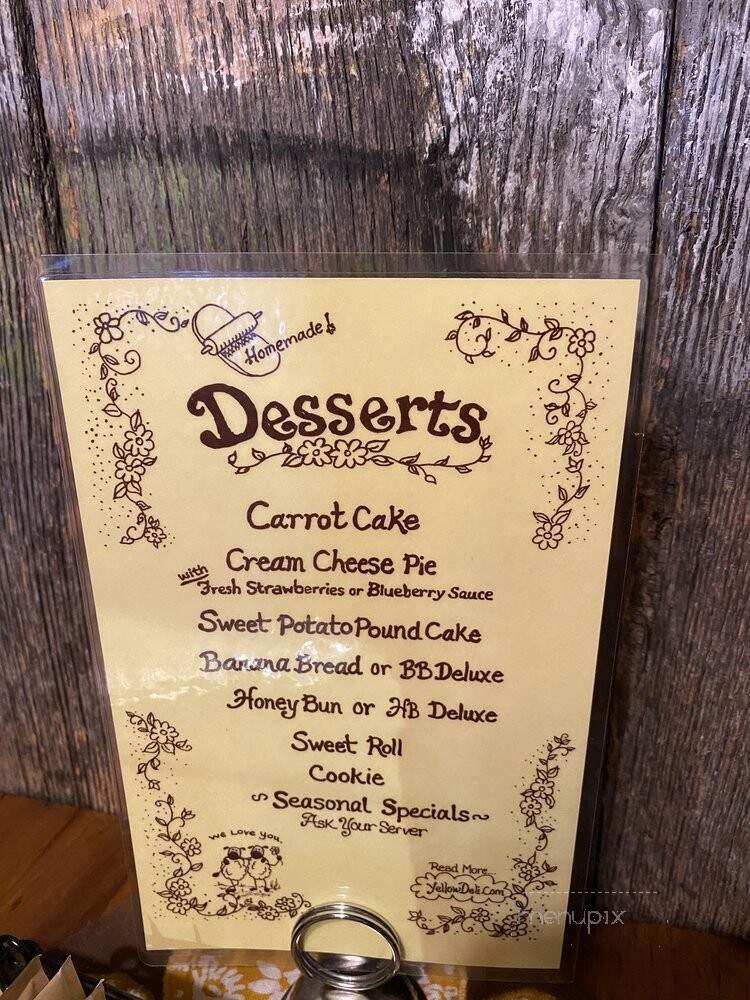 Homemade!
Desserts
Carrot Cake
Cream Cheese Pie
with Fresh Strawberries or Blueberry Sauce
Sweet Potato Pound Cake
Banana Bread or BB Deluxe
Honey Bun or HB Deluxe
Sweet Roll
Cookie
~ Seasonal Specials ~
Ask Your Server
We Love You
Read More...
YellowDeli.Com
menupix